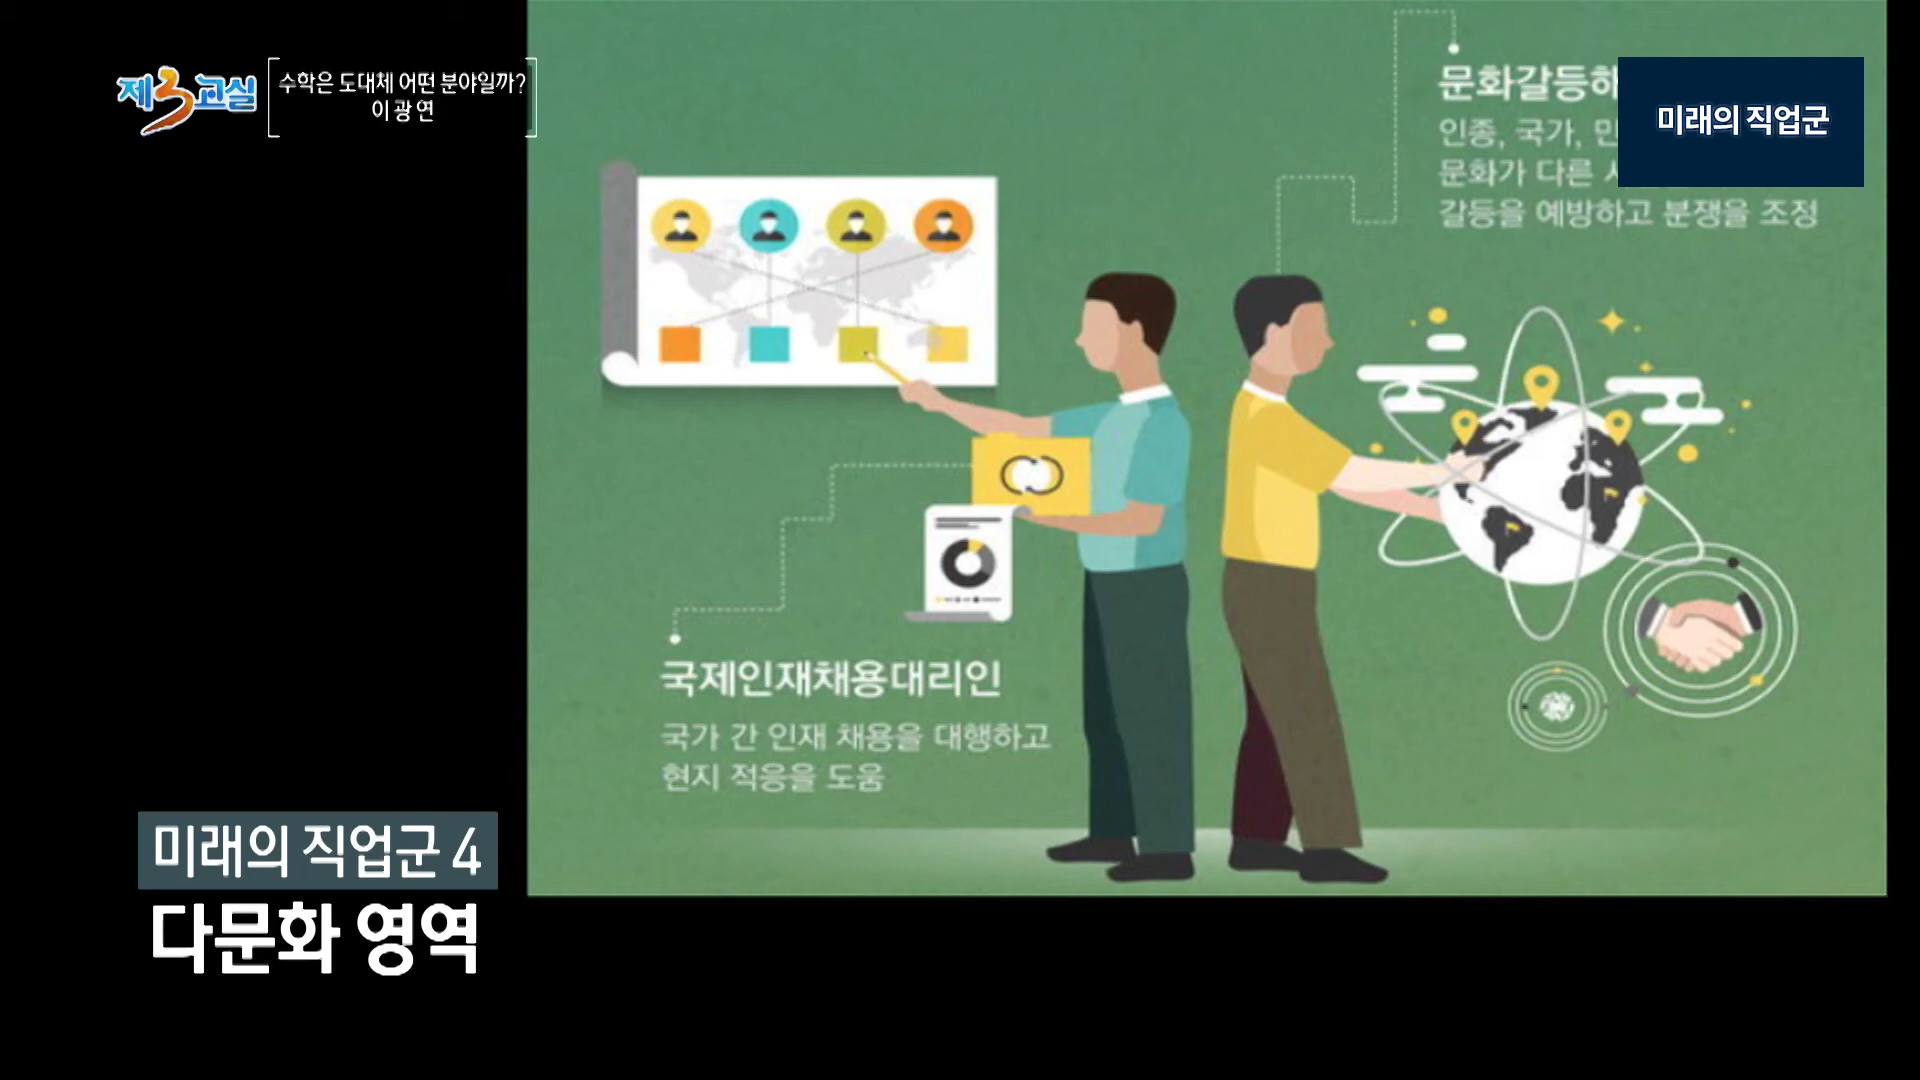 제3교실
수학은 도대체 어떤 분야일까?
이광연
미래의 직업군
문화갈등해
인종, 국가, 민
문화가 다른
갈등을 예방하고 분쟁을 조정
국제인재채용대리인
국가 간 인재 채용을 대행하고
현지 적응을 도움
미래의 직업군 4
다문화 영역